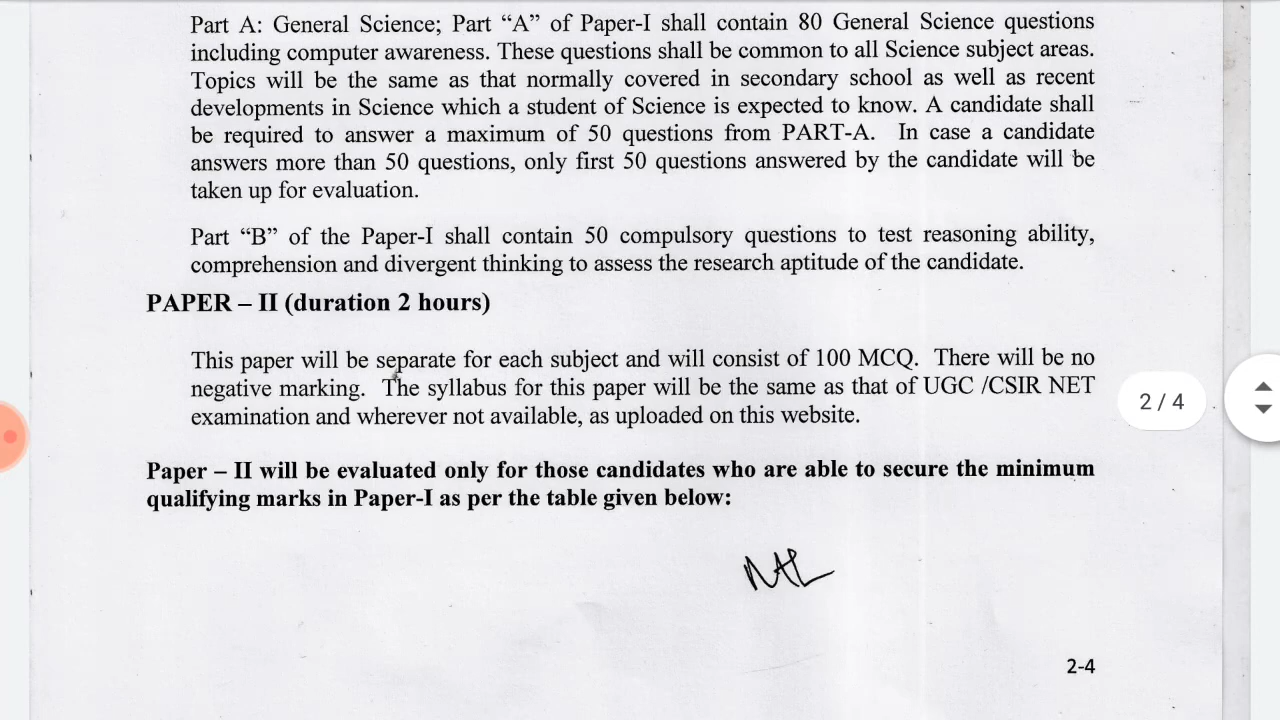 Part A: General Science; Part “A” of Paper-I shall contain 80 General Science questions
including computer awareness. These questions shall be common to all Science subject areas.
Topics will be the same as that normally covered in secondary school as well as recent
developments in Science which a student of Science is expected to know. A candidate shall
be required to answer a maximum of 50 questions from PART-A. In case a candidate
answers more than 50 questions, only first 50 questions answered by the candidate will be
taken up for evaluation.
Part “B” of the Paper-I shall contain 50 compulsory questions to test reasoning ability,
comprehension and divergent thinking to assess the research aptitude of the candidate.
PAPER – II (duration 2 hours)
This paper will be separate for each subject and will consist of 100 MCQ. There will be no
negative marking. The syllabus for this paper will be the same as that of UGC /CSIR NET
examination and wherever not available, as uploaded on this website.
2 / 4
Paper – II will be evaluated only for those candidates who are able to secure the minimum
qualifying marks in Paper-I as per the table given below:
2-4